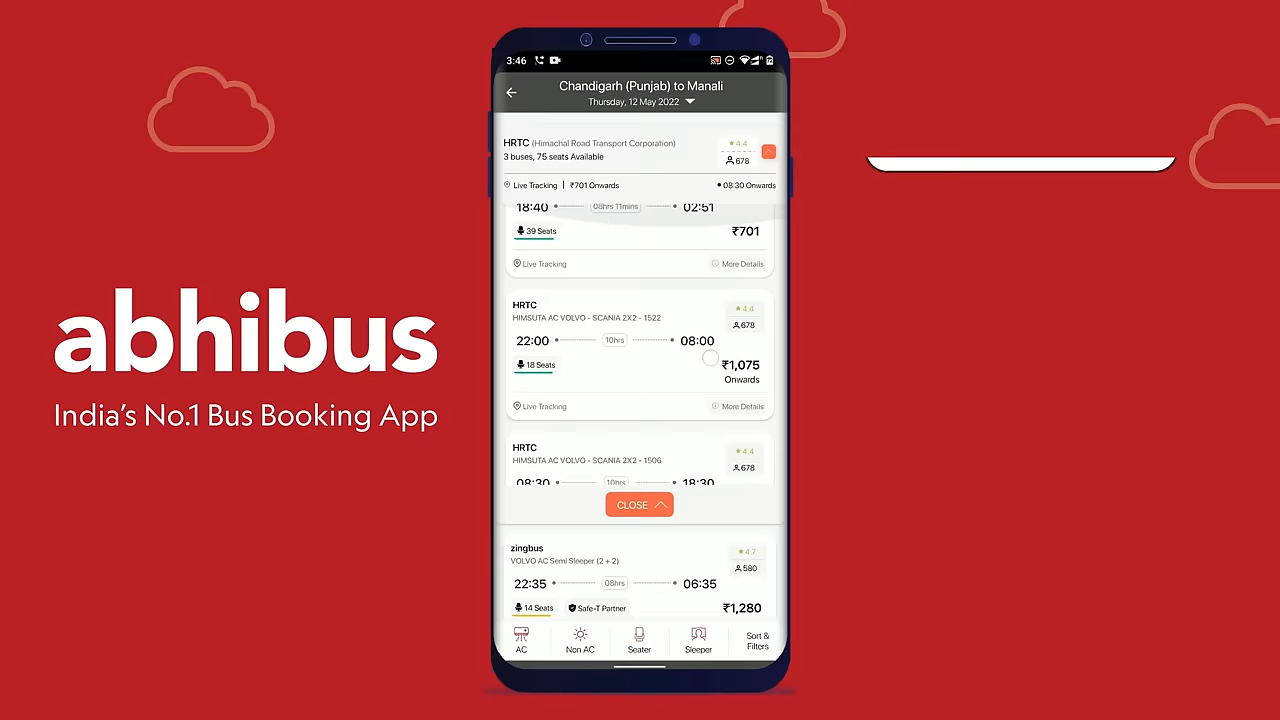 abhibus
India's No.1 Bus Booking App
3:46
Chandigarh (Punjab) to Manali
Thursday, 12 May 2022
HRTC (Himachal Road Transport Corporation)
4.4
3 buses, 75 seats Available
678
Live Tracking | ₹701 Onwards
08:30 Onwards
18:40 08hrs 11mins 02:51
39 Seats
₹701
Live Tracking
More Details
HRTC
4.4
HIMSUTA AC VOLVO - SCANIA 2X2 - 1522
678
22:00 10hrs 08:00
18 Seats
₹1,075
Onwards
Live Tracking
More Details
HRTC
4.4
HIMSUTA AC VOLVO - SCANIA 2X2 - 1506
678
08:30 10hrs 18:30
CLOSE
zingbus
4.7
VOLVO AC Semi Sleeper (2 + 2)
580
22:35 08hrs 06:35
14 Seats
Safe-T Partner
₹1,280
AC
Non AC
Seater
Sleeper
Sort &
Filters